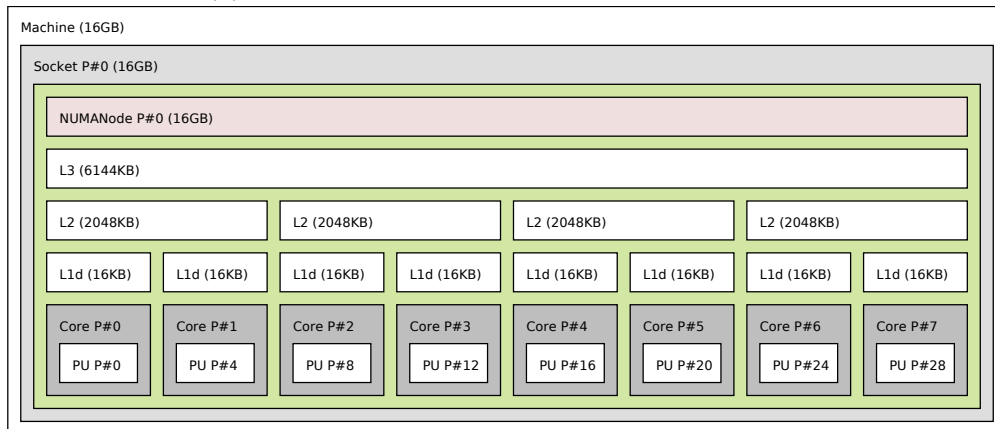 Machine (16GB)
Socket P#0 (16GB)
NUMANode P#0 (16GB)
L3 (6144KB)
L2 (2048KB) L2 (2048KB) L2 (2048KB) L2 (2048KB)
L1d (16KB) L1d (16KB) L1d (16KB) L1d (16KB) L1d (16KB) L1d (16KB) L1d (16KB) L1d (16KB)
Core P#0 Core P#1 Core P#2 Core P#3 Core P#4 Core P#5 Core P#6 Core P#7
PU P#0 PU P#4 PU P#8 PU P#12 PU P#16 PU P#20 PU P#24 PU P#28